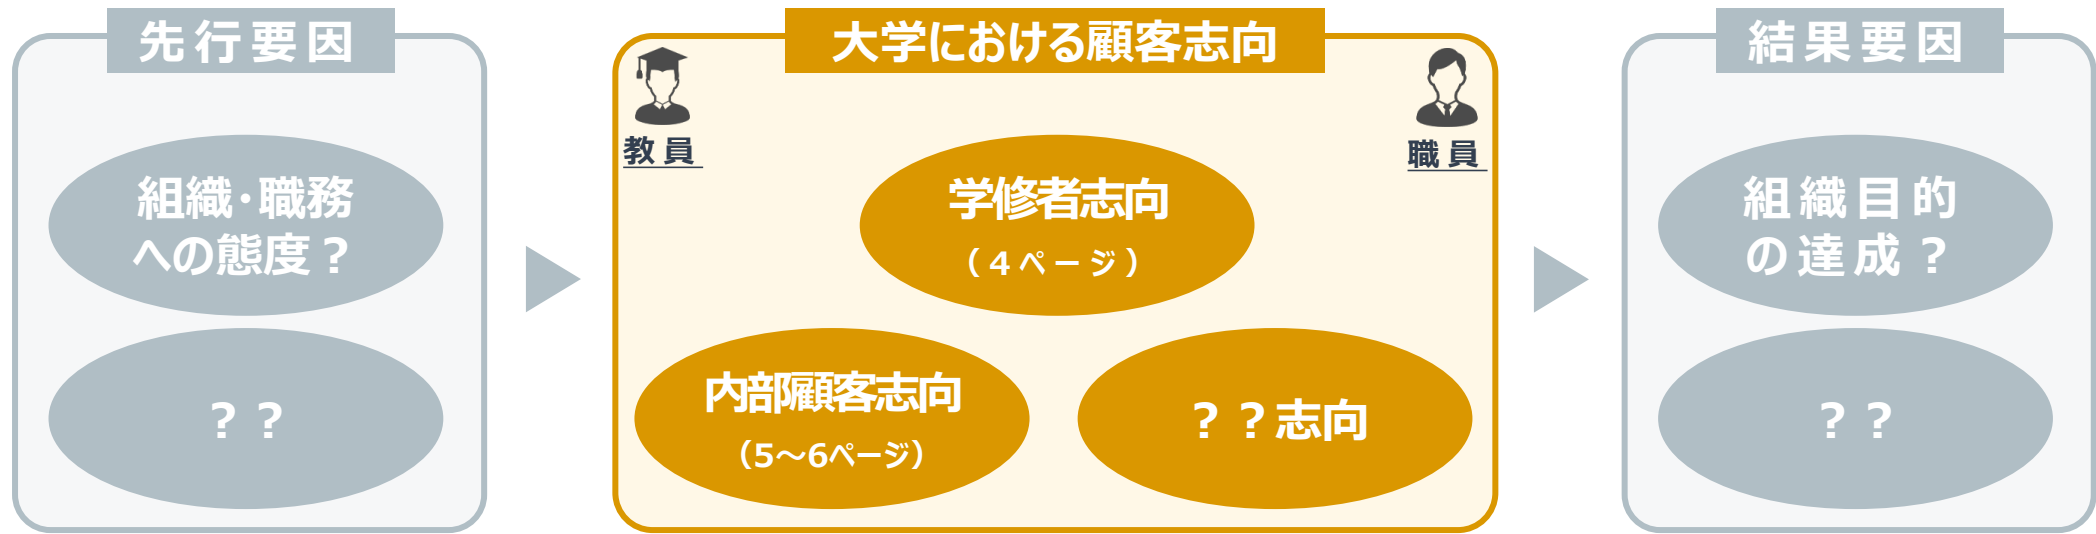 先行要因
組織･職務
への態度？
？？
大学における顧客志向
教員
職員
学修者志向
（４ページ）
内部顧客志向
（5～6ページ）
？？志向
結果要因
組織目的
の達成？
？？